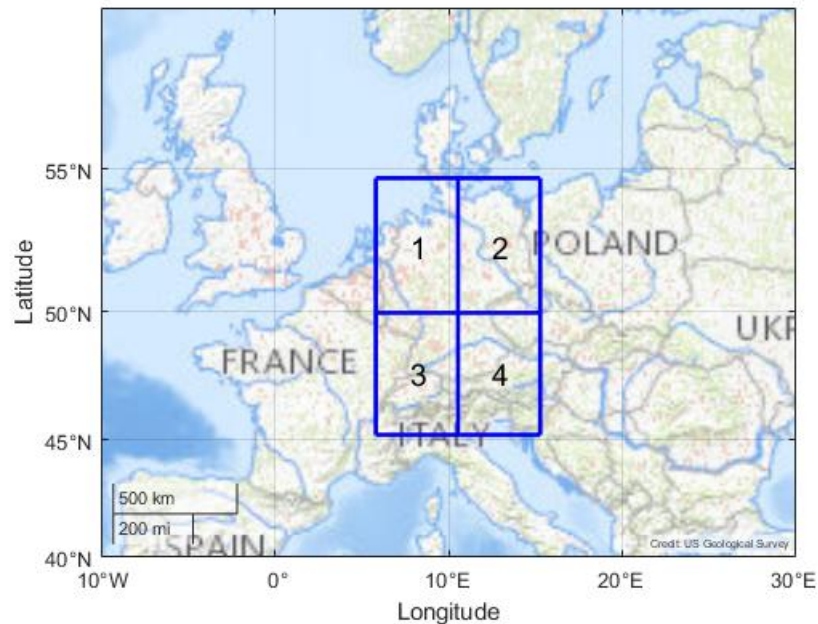 55°N
Latitude
1
2
POLAND
50°N
UKR
FRANCE
3
4
ITALY
45°N
500 km
200 mi
SPAIN
Credit: US Geological Survey
40°N
10°W
0°
10°E
20°E
30°E
Longitude